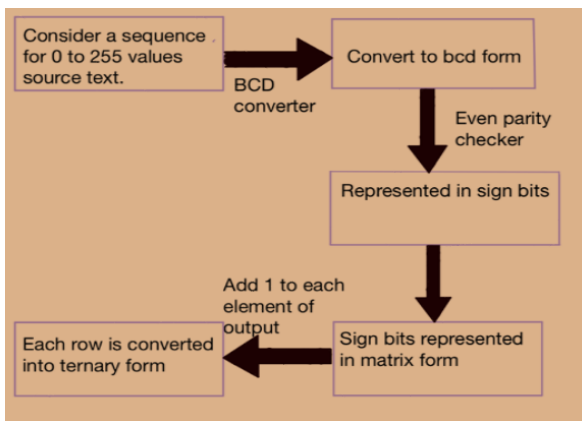 Consider a sequence
for 0 to 255 values
source text.
BCD
converter
Convert to bcd form
Even parity
checker
Represented in sign bits
Sign bits represented
in matrix form
Add 1 to each
element of
output
Each row is converted
into ternary form